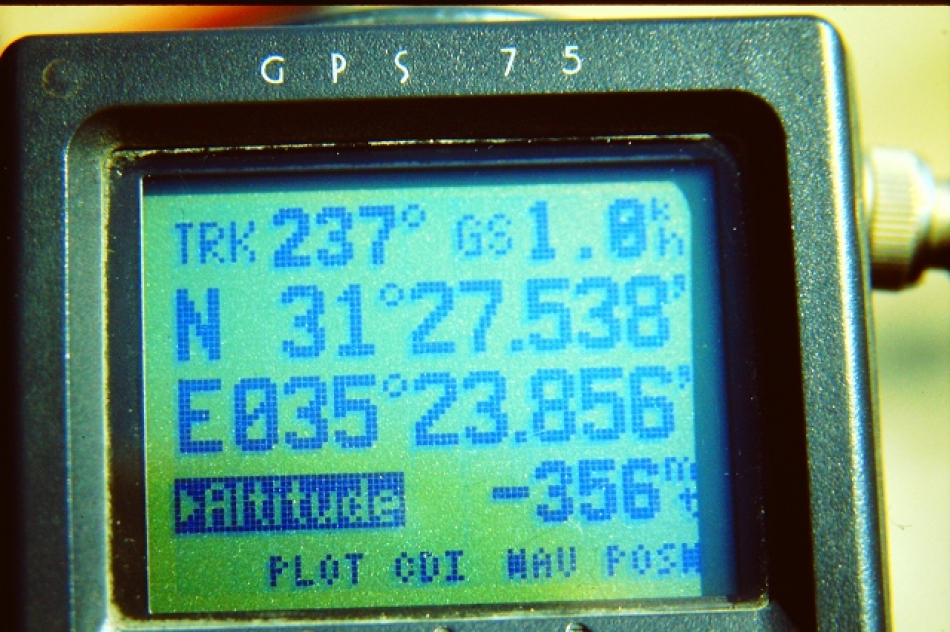 GPS 75
TRK 237° GS 1.0 k/h
N 31°27.538'
E035°23.856'
▶Altitude -356 mt
PLOT CDI NAV POSN